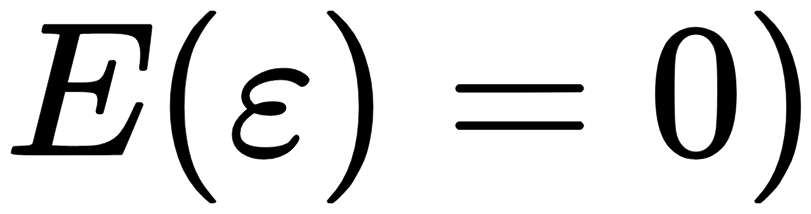 E(ε) = 0)